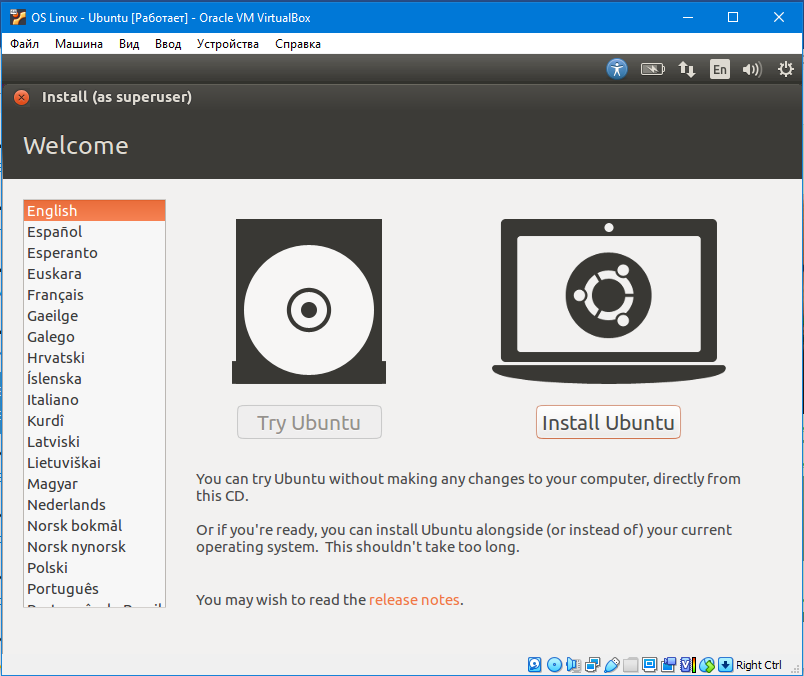 OS Linux - Ubuntu [Работает] - Oracle VM VirtualBox
Файл Машина Вид Ввод Устройства Справка
En
Install (as superuser)
Welcome
English
Español
Esperanto
Euskara
Français
Gaeilge
Galego
Hrvatski
Íslenska
Italiano
Kurdî
Latviski
Lietuviškai
Magyar
Nederlands
Norsk bokmål
Norsk nynorsk
Polski
Português
Try Ubuntu
Install Ubuntu
You can try Ubuntu without making any changes to your computer, directly from
this CD.
Or if you're ready, you can install Ubuntu alongside (or instead of) your current
operating system. This shouldn't take too long.
You may wish to read the release notes.
Right Ctrl